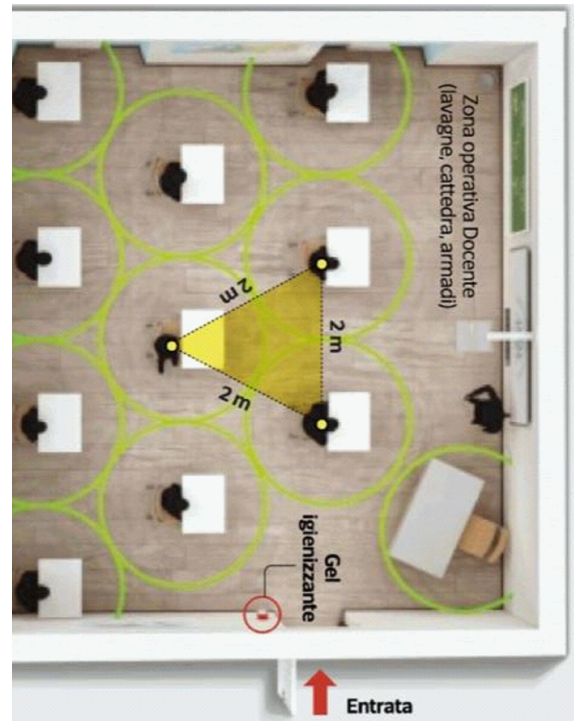 Zona operativa Docente
(lavagne, cattedra, armadi)
2 m
2 m
2 m
Gel
igienizzante
Entrata